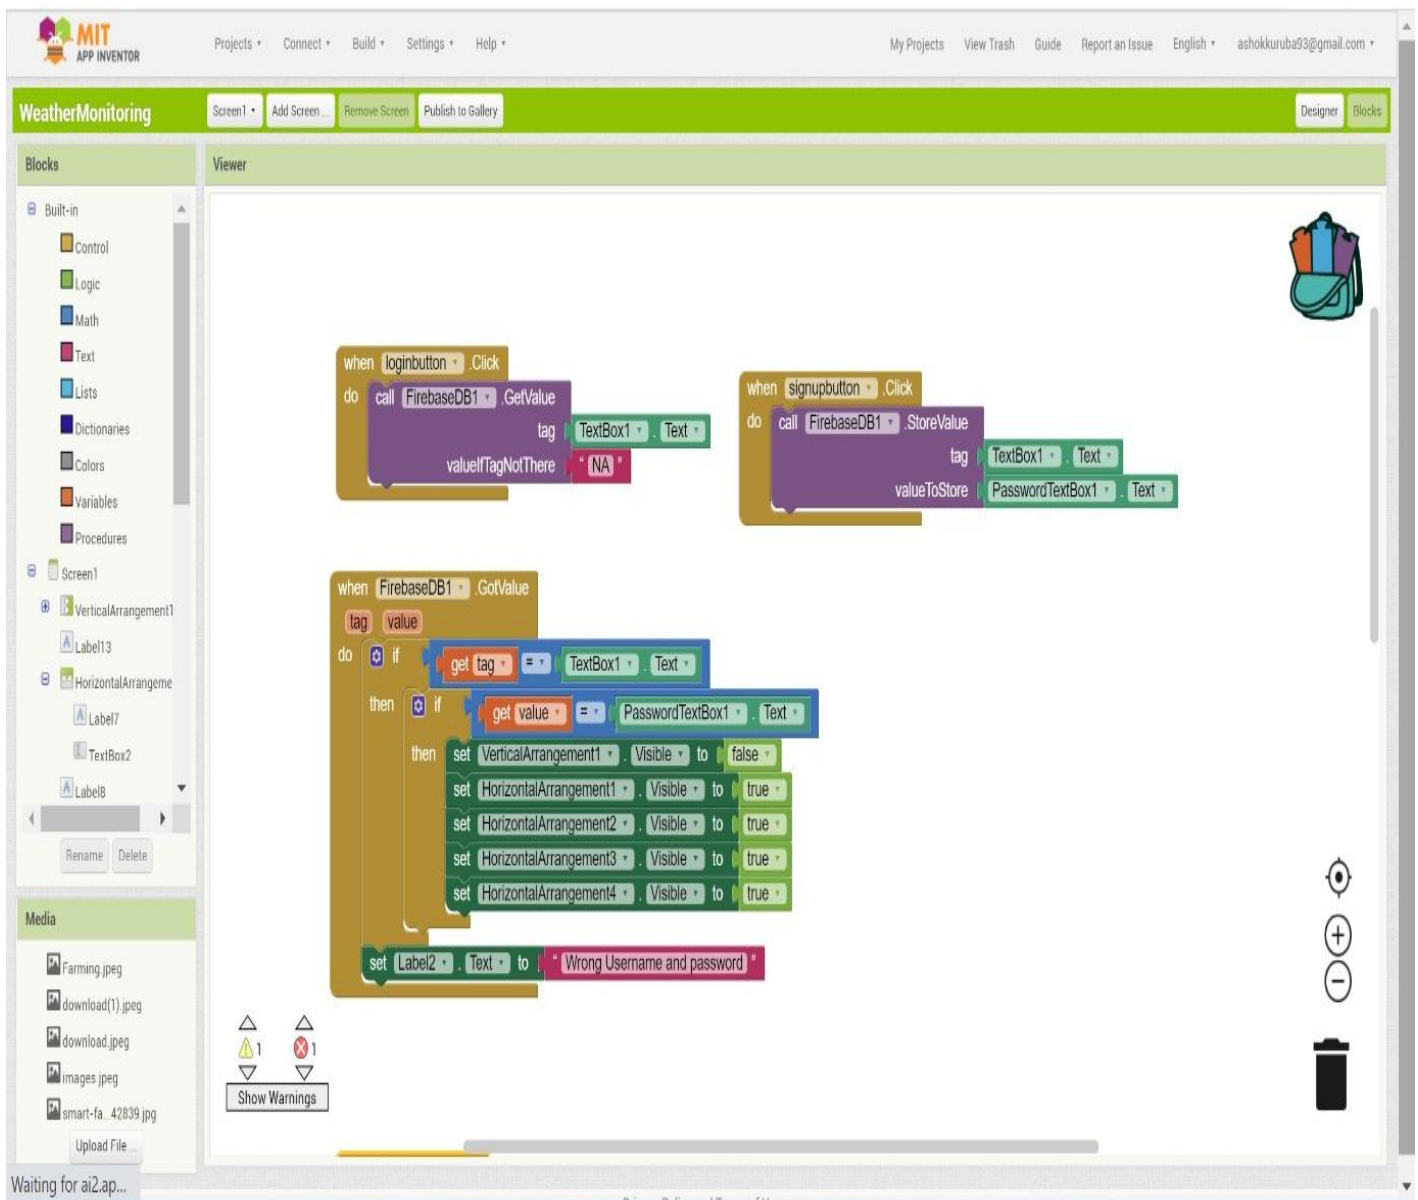 MIT
APP INVENTOR
Projects Connect Build Settings Help My Projects View Trash Guide Report an Issue English ashokkuruba93@gmail.com
WeatherMonitoring Screen1 Add Screen ... Remove Screen Publish to Gallery Designer Blocks
Blocks
Viewer
Built-in
Control
Logic
Math
Text
Lists
Dictionaries
Colors
Variables
Procedures
Screen1
VerticalArrangement1
Label13
HorizontalArrangeme
Label7
TextBox2
Label8
Rename Delete
Media
Farming.jpeg
download(1).jpeg
download.jpeg
images.jpeg
smart-fa...42839.jpg
Upload File ...
Waiting for ai2.ap...
when loginbutton .Click
do call FirebaseDB1 .GetValue
tag TextBox1 . Text
valueIfTagNotThere " NA "
when signupbutton .Click
do call FirebaseDB1 .StoreValue
tag TextBox1 . Text
valueToStore PasswordTextBox1 . Text
when FirebaseDB1 .GotValue
tag value
do if get tag = TextBox1 . Text
then if get value = PasswordTextBox1 . Text
then set VerticalArrangement1 . Visible to false
set HorizontalArrangement1 . Visible to true
set HorizontalArrangement2 . Visible to true
set HorizontalArrangement3 . Visible to true
set HorizontalArrangement4 . Visible to true
set Label2 . Text to " Wrong Username and password "
1 1
Show Warnings